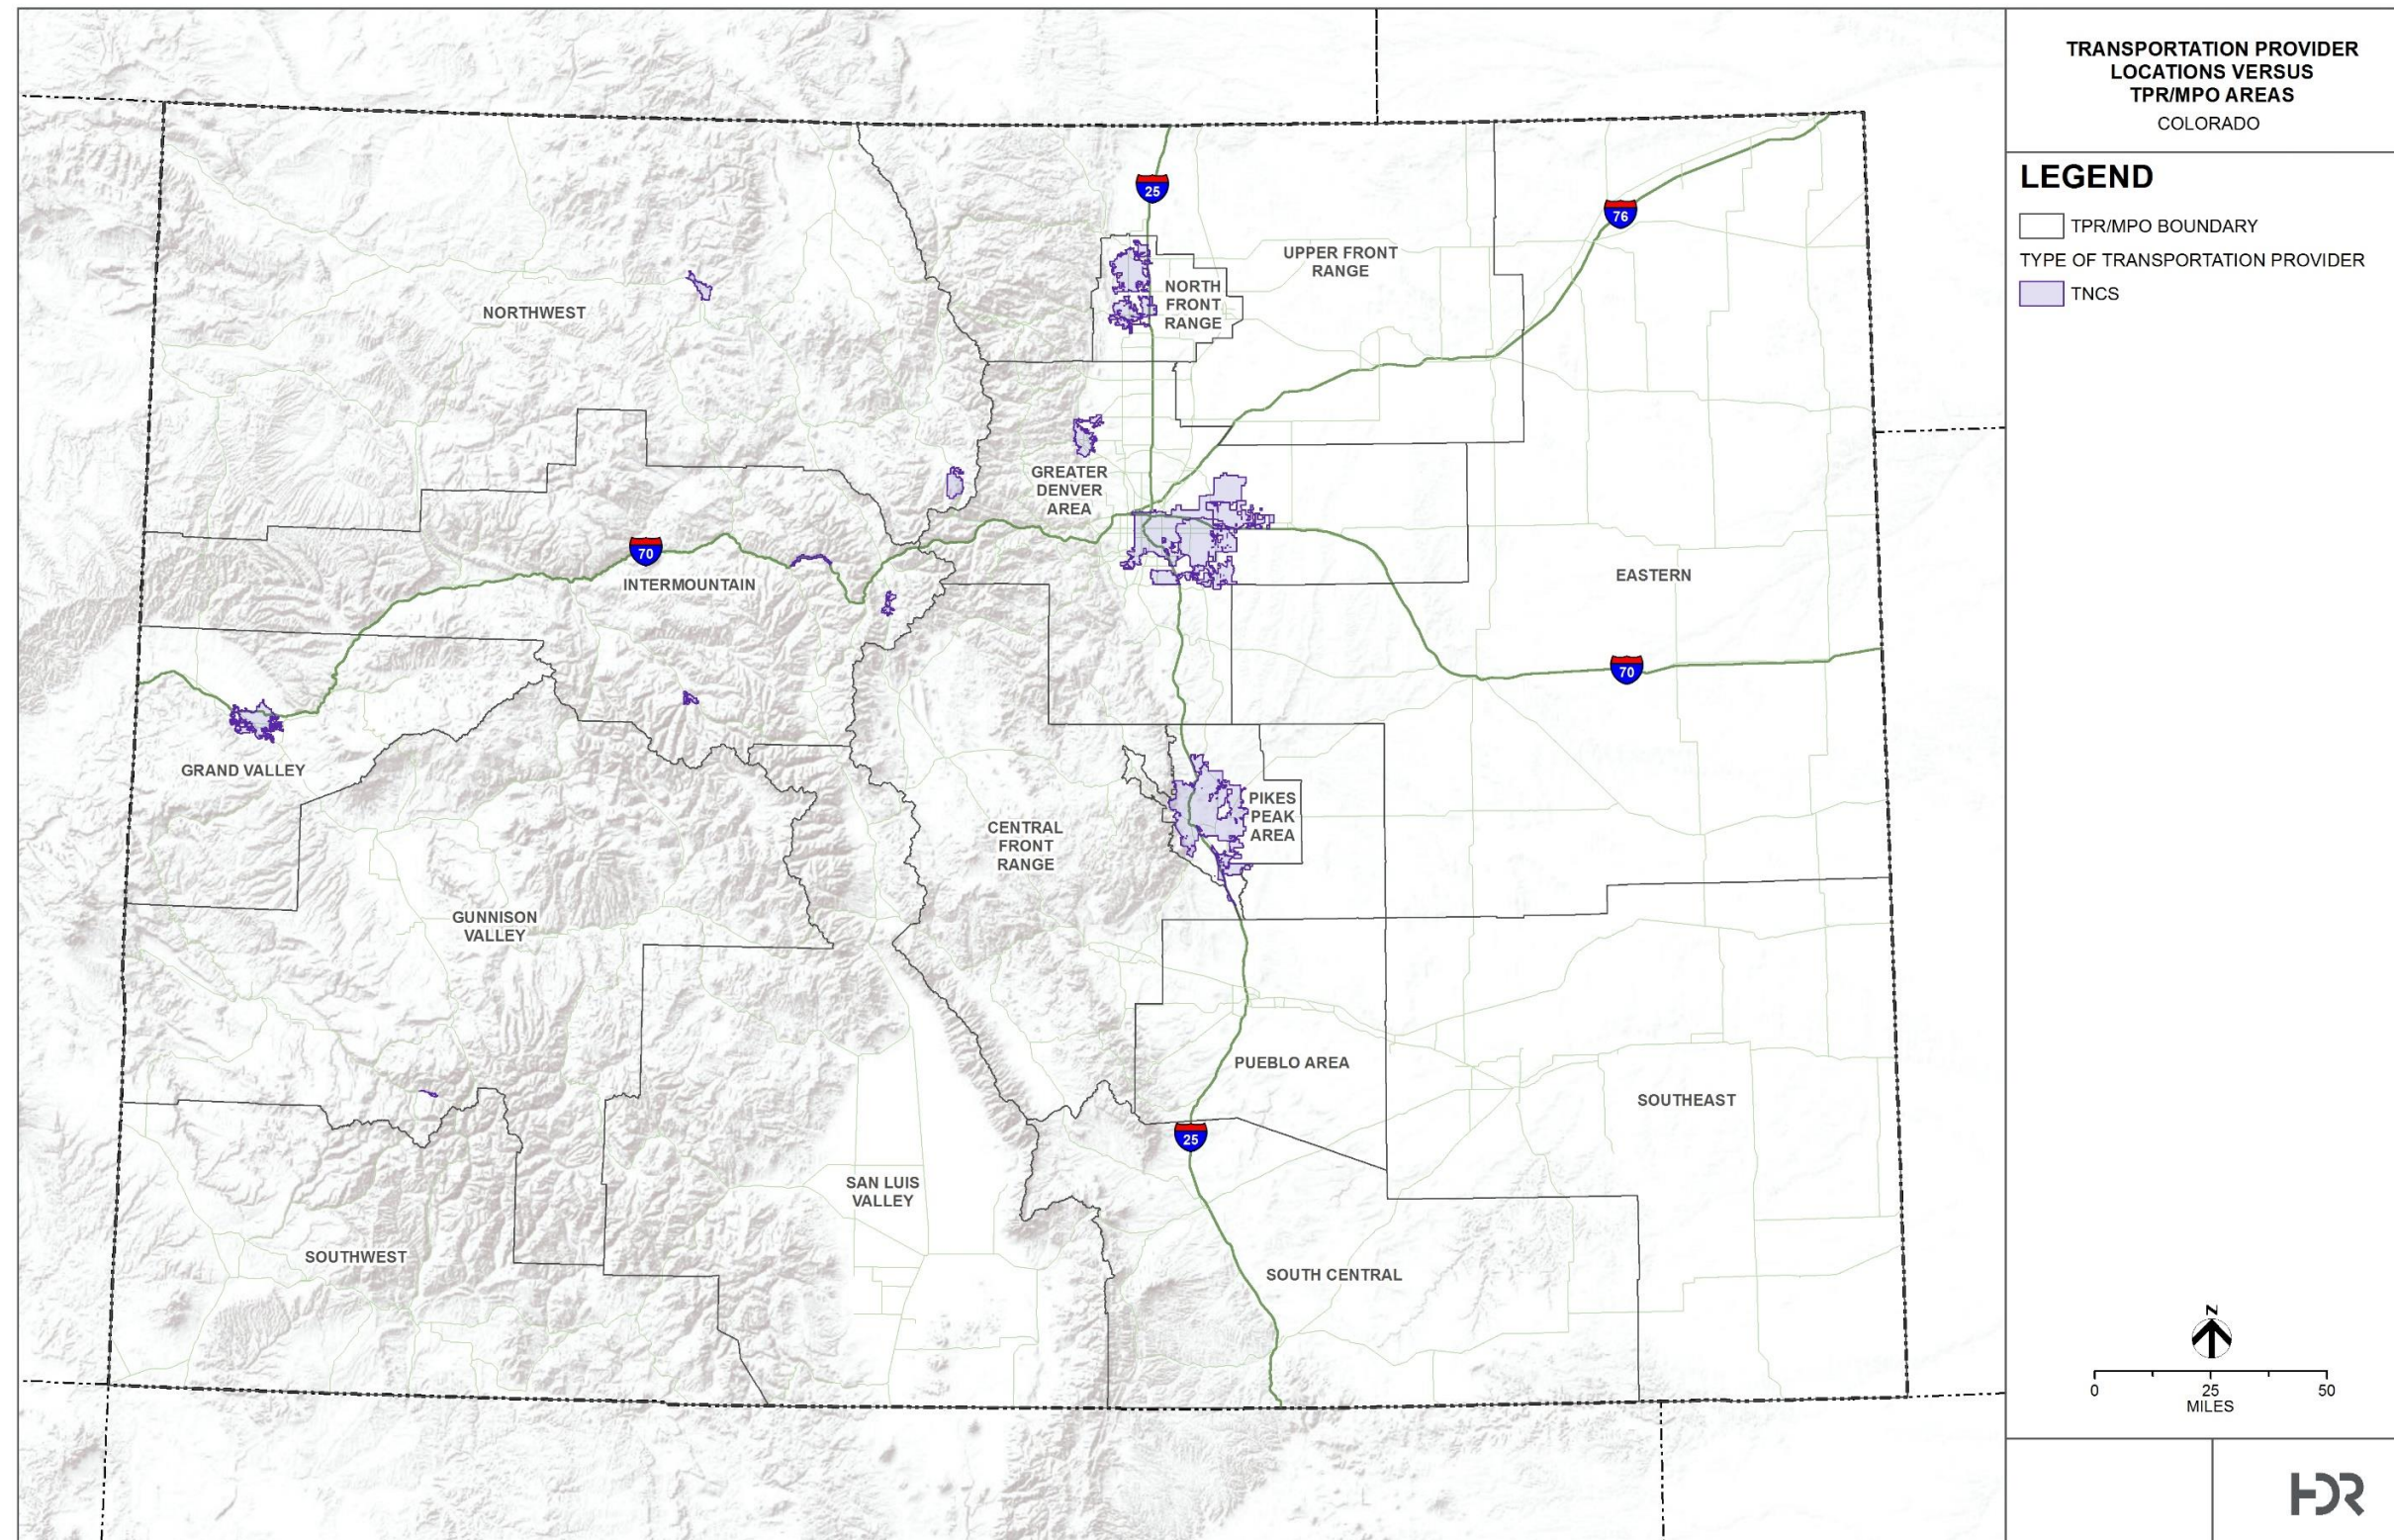 TRANSPORTATION PROVIDER
LOCATIONS VERSUS
TPR/MPO AREAS
COLORADO
LEGEND
TPR/MPO BOUNDARY
TYPE OF TRANSPORTATION PROVIDER
TNCS
25
76
UPPER FRONT
RANGE
NORTH
FRONT
RANGE
NORTHWEST
GREATER
DENVER
AREA
70
INTERMOUNTAIN
EASTERN
70
GRAND VALLEY
PIKES
PEAK
AREA
CENTRAL
FRONT
RANGE
GUNNISON
VALLEY
PUEBLO AREA
SOUTHEAST
25
SAN LUIS
VALLEY
SOUTHWEST
SOUTH CENTRAL
N
0 25 50
MILES
HDR